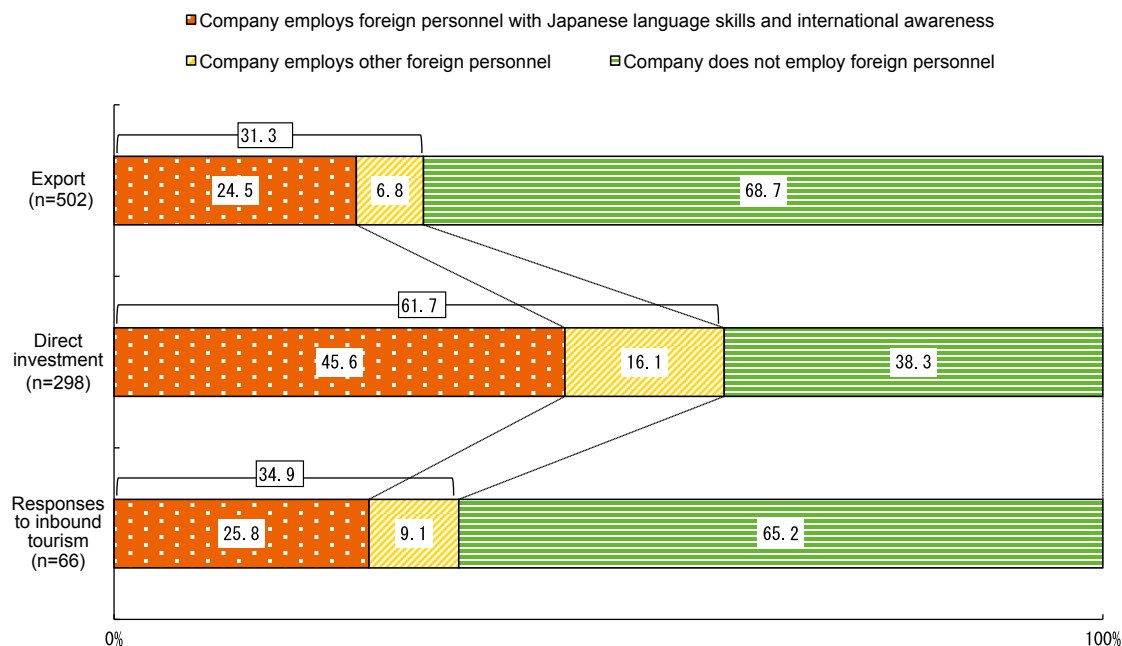 Company employs foreign personnel with Japanese language skills and international awareness
Company employs other foreign personnel
Company does not employ foreign personnel
31.3
Export
(n=502)
24.5
6.8
68.7
61.7
Direct
investment
(n=298)
45.6
16.1
38.3
34.9
Responses
to inbound
tourism
(n=66)
25.8
9.1
65.2
0%
100%